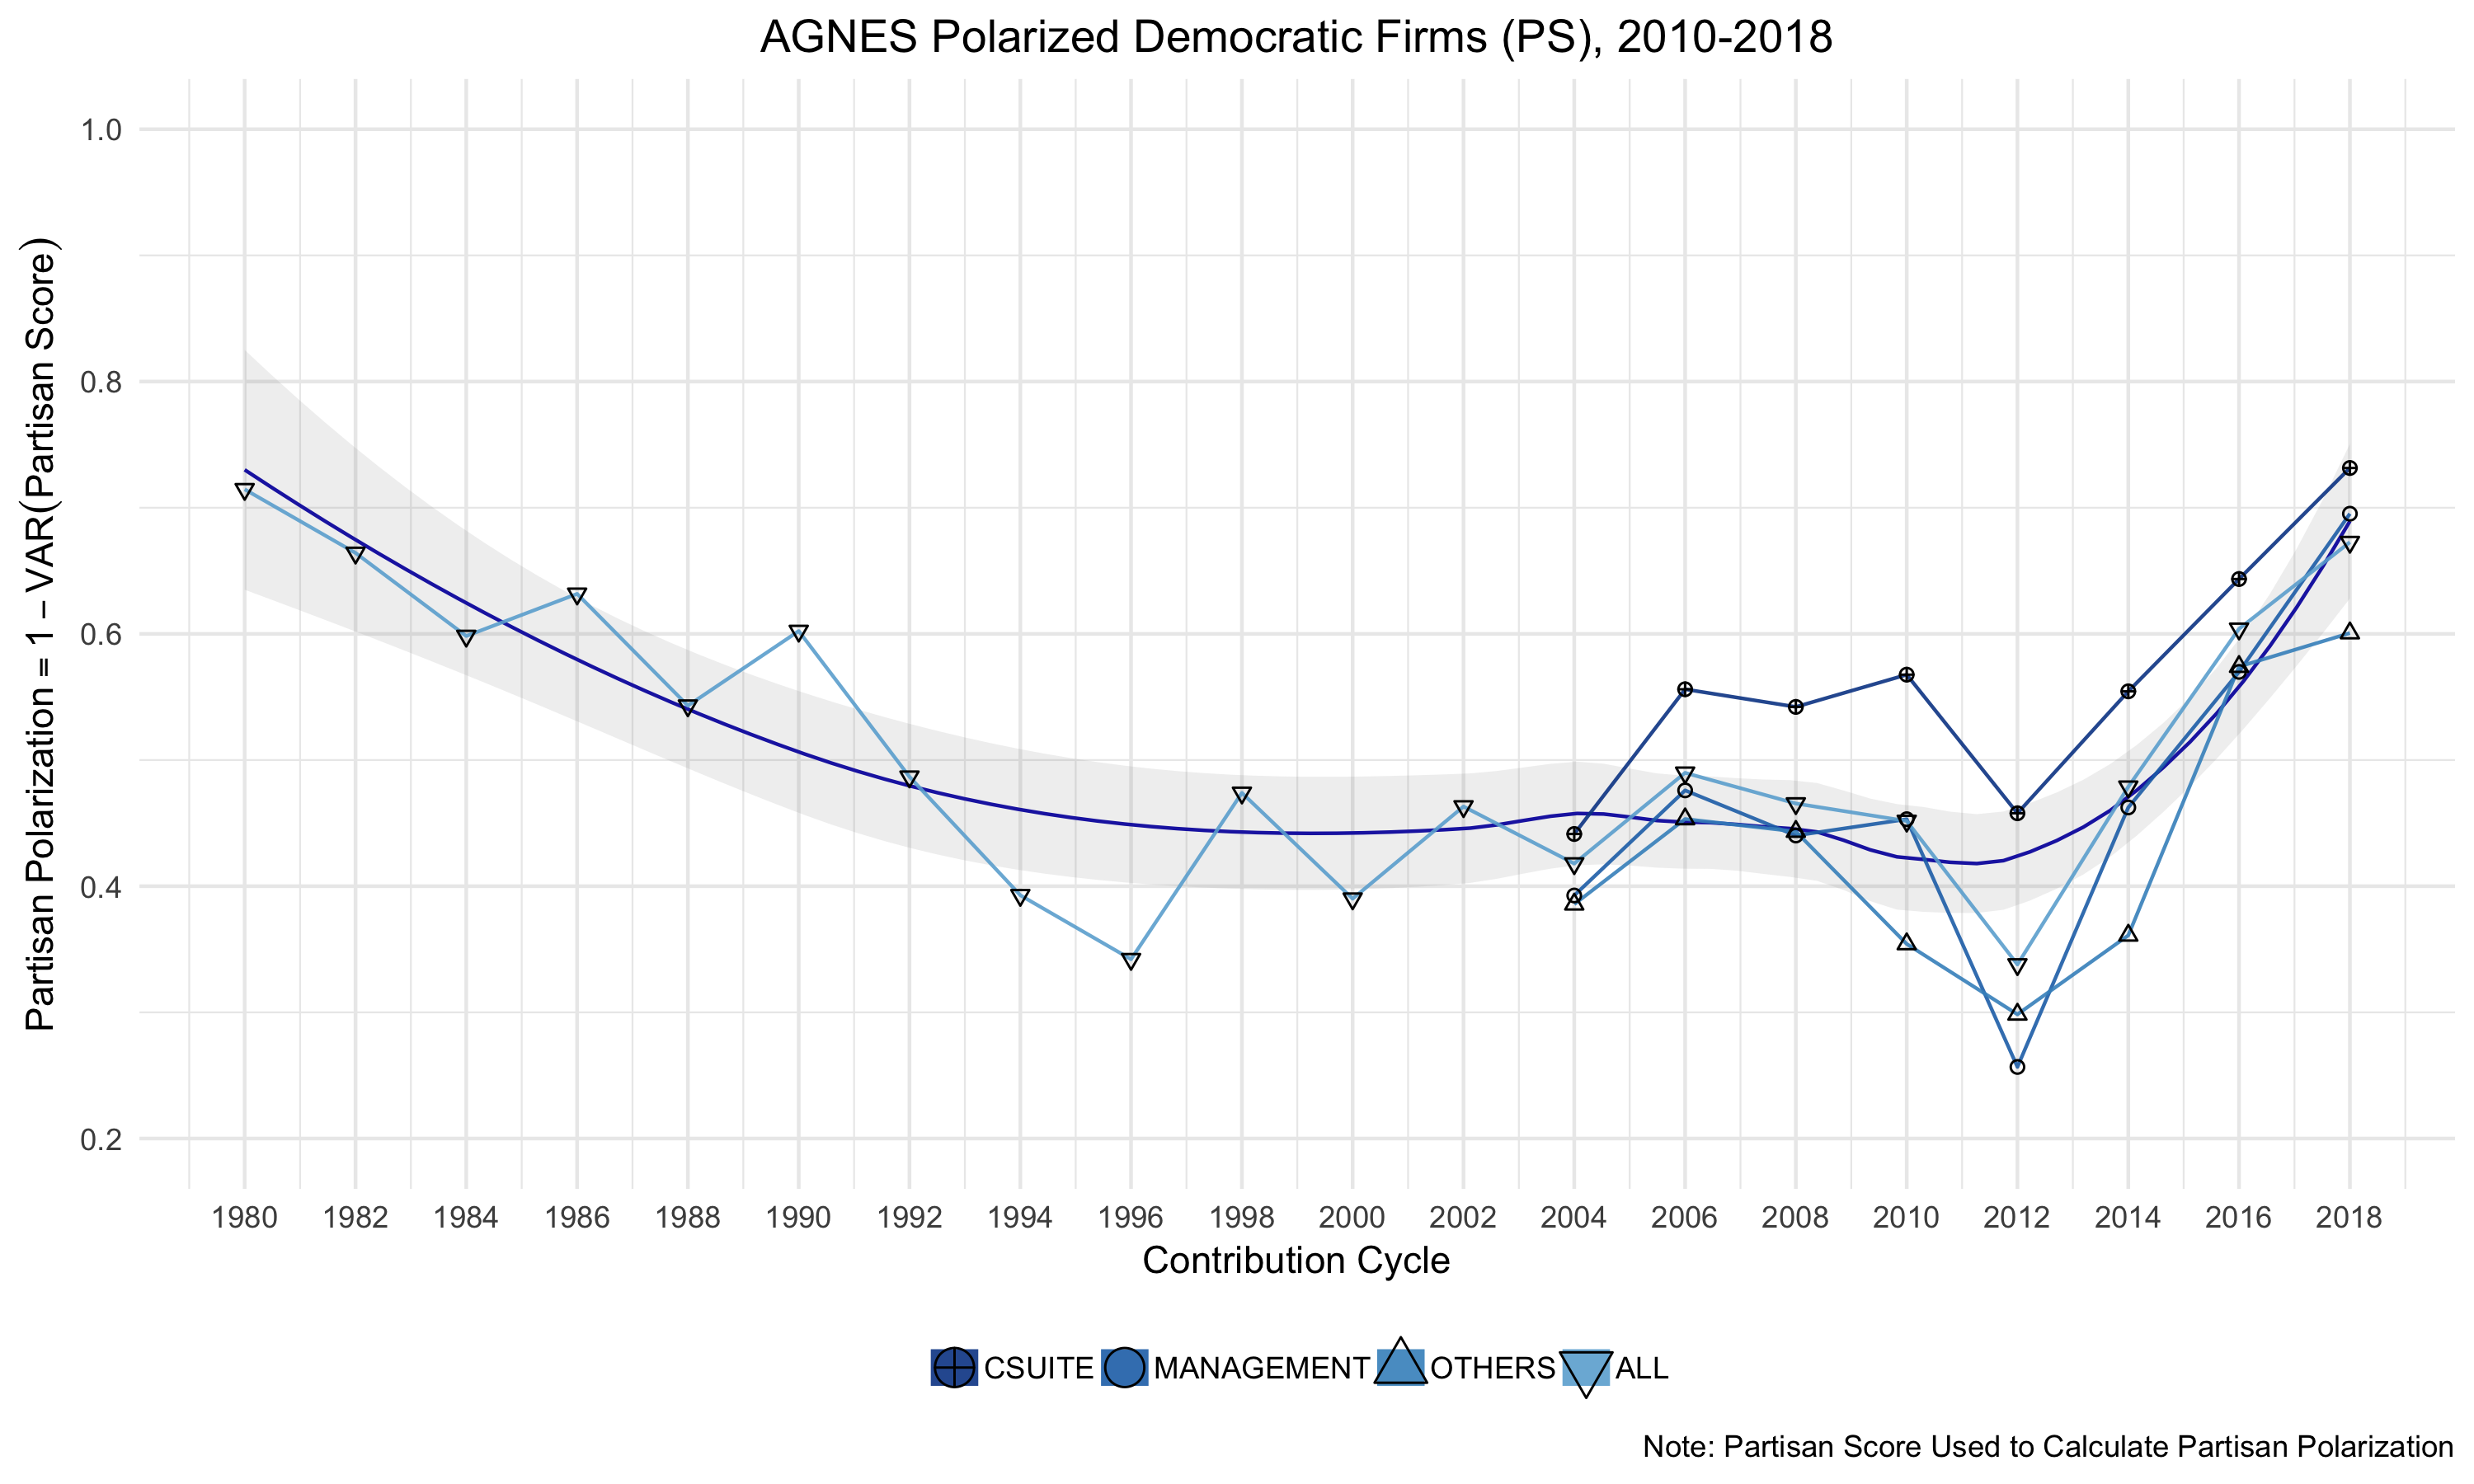 AGNES Polarized Democratic Firms (PS), 2010-2018
Partisan Polarization = 1 − VAR(Partisan Score)
1.0
0.8
0.6
0.4
0.2
1980 1982 1984 1986 1988 1990 1992 1994 1996 1998 2000 2002 2004 2006 2008 2010 2012 2014 2016 2018
Contribution Cycle
CSUITE MANAGEMENT OTHERS ALL
Note: Partisan Score Used to Calculate Partisan Polarization